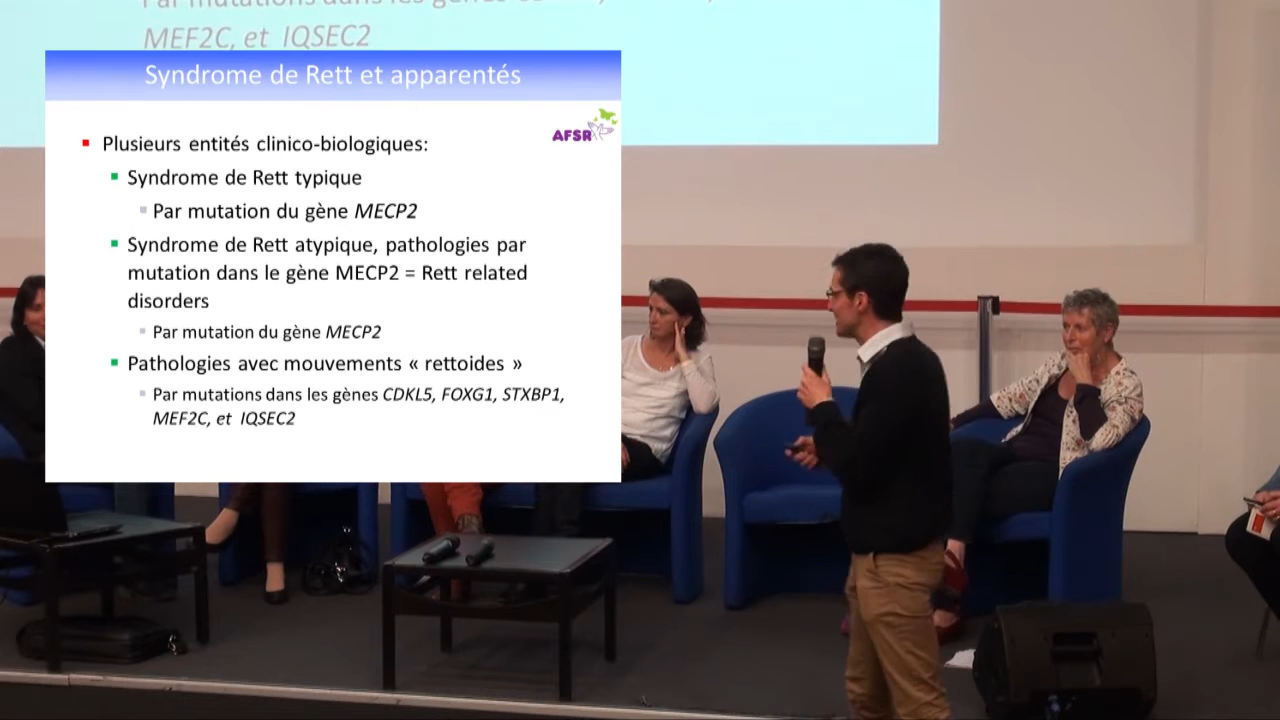 MEF2C, et IQSEC2
Syndrome de Rett et apparentés
AFSR
Plusieurs entités clinico-biologiques:
Syndrome de Rett typique
Par mutation du gène MECP2
Syndrome de Rett atypique, pathologies par
mutation dans le gène MECP2 = Rett related
disorders
Par mutation du gène MECP2
Pathologies avec mouvements « rettoides »
Par mutations dans les gènes CDKL5, FOXG1, STXBP1,
MEF2C, et IQSEC2